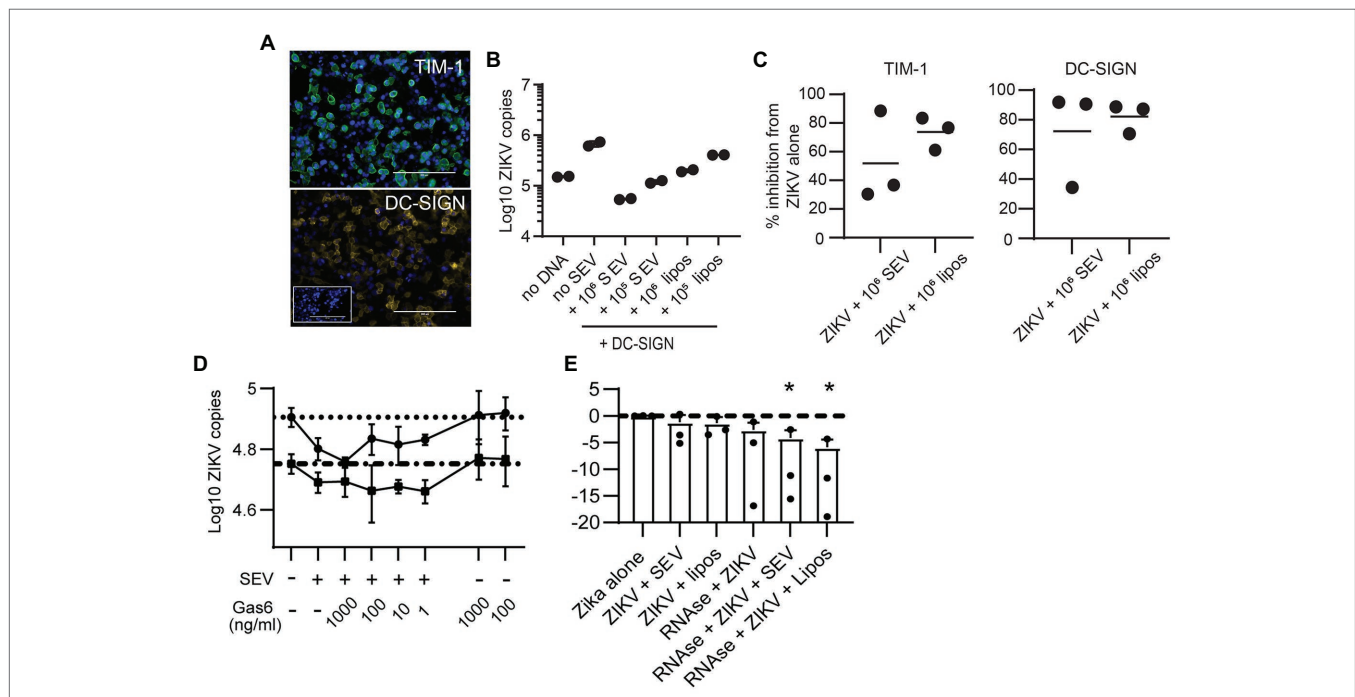 A
TIM-1
DC-SIGN
B
Log10 ZIKV copies
7
6
5
4
no DNA
no SEV
+ 10⁶ SEV
+ 10⁵ SEV
+ 10⁶ lipos
+ 10⁵ lipos
+ DC-SIGN
C
TIM-1
DC-SIGN
% inhibition from
ZIKV alone
100
80
60
40
20
0
ZIKV + 10⁶ SEV
ZIKV + 10⁶ lipos
100
80
60
40
20
0
ZIKV + 10⁶ SEV
ZIKV + 10⁶ lipos
D
Log10 ZIKV copies
5
4.8
4.6
SEV - + + + + + - -
Gas6 - - 1000 100 10 1 1000 100
(ng/ml)
E
* *
5
0
-5
-10
-15
-20
Zika alone
ZIKV + SEV
ZIKV + lipos
RNAse + ZIKV
RNAse + ZIKV + SEV
RNAse + ZIKV + Lipos